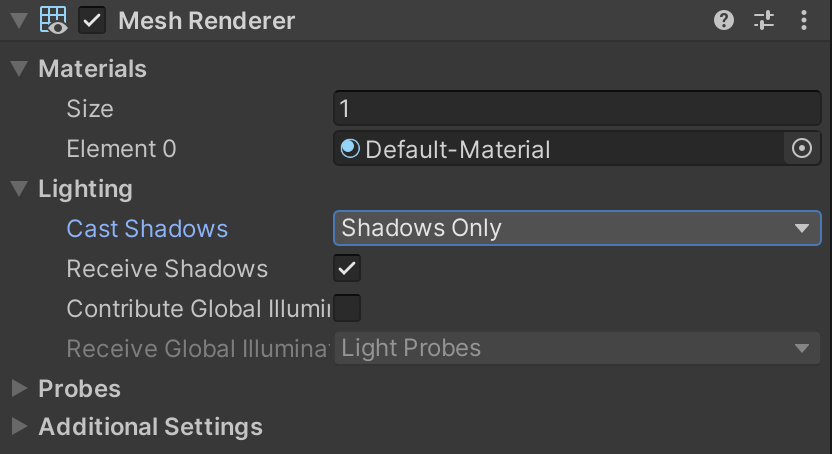 Mesh Renderer
Materials
Size 1
Element 0 Default-Material
Lighting
Cast Shadows Shadows Only
Receive Shadows
Contribute Global Illumi
Receive Global Illumina Light Probes
Probes
Additional Settings